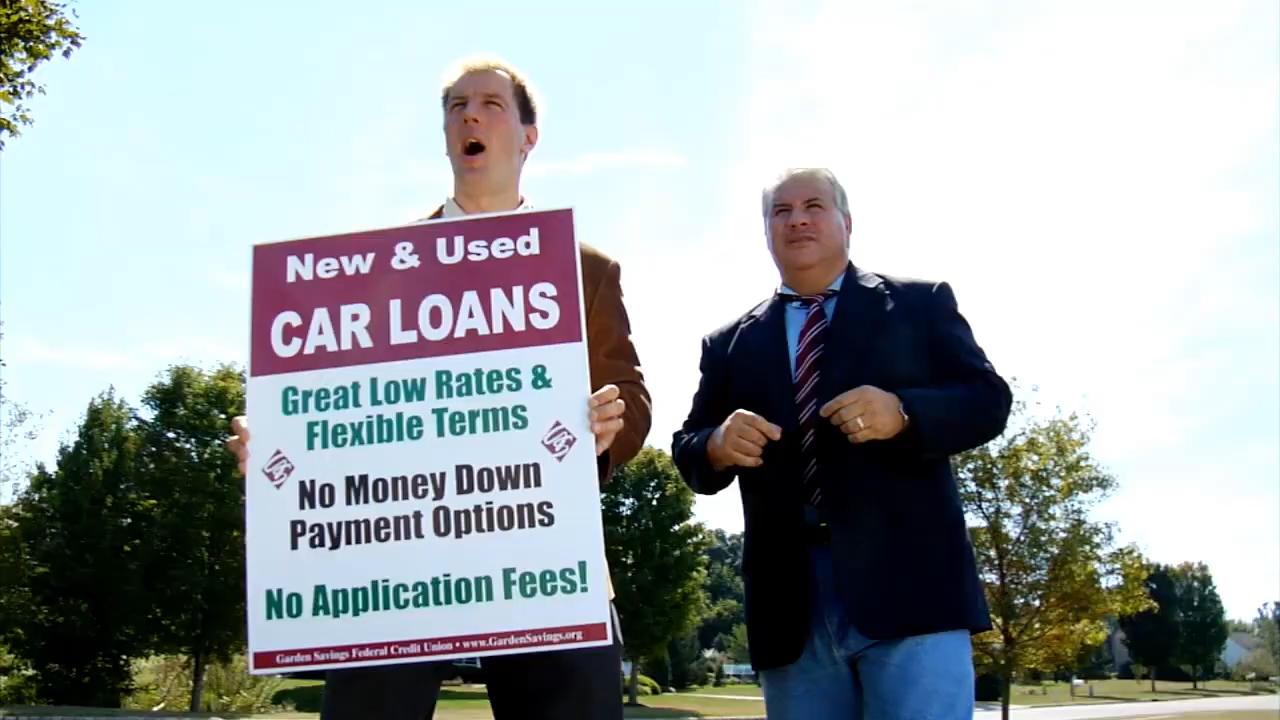 New & Used
CAR LOANS
Great Low Rates &
Flexible Terms
No Money Down
Payment Options
No Application Fees!
Garden Savings Federal Credit Union • www.GardenSavings.org